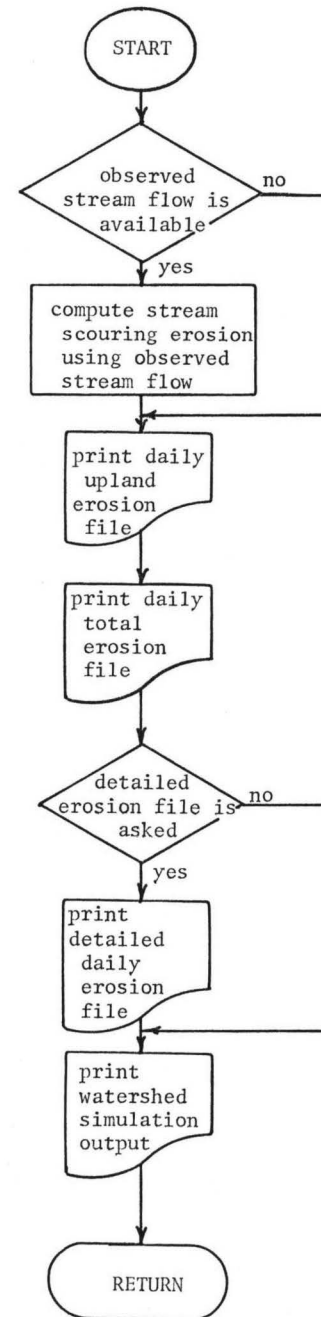 START
observed
stream flow is
available
no
yes
compute stream
scouring erosion
using observed
stream flow
print daily
upland
erosion
file
print daily
total
erosion
file
detailed
erosion file is
asked
no
yes
print
detailed
daily
erosion
file
print
watershed
simulation
output
RETURN